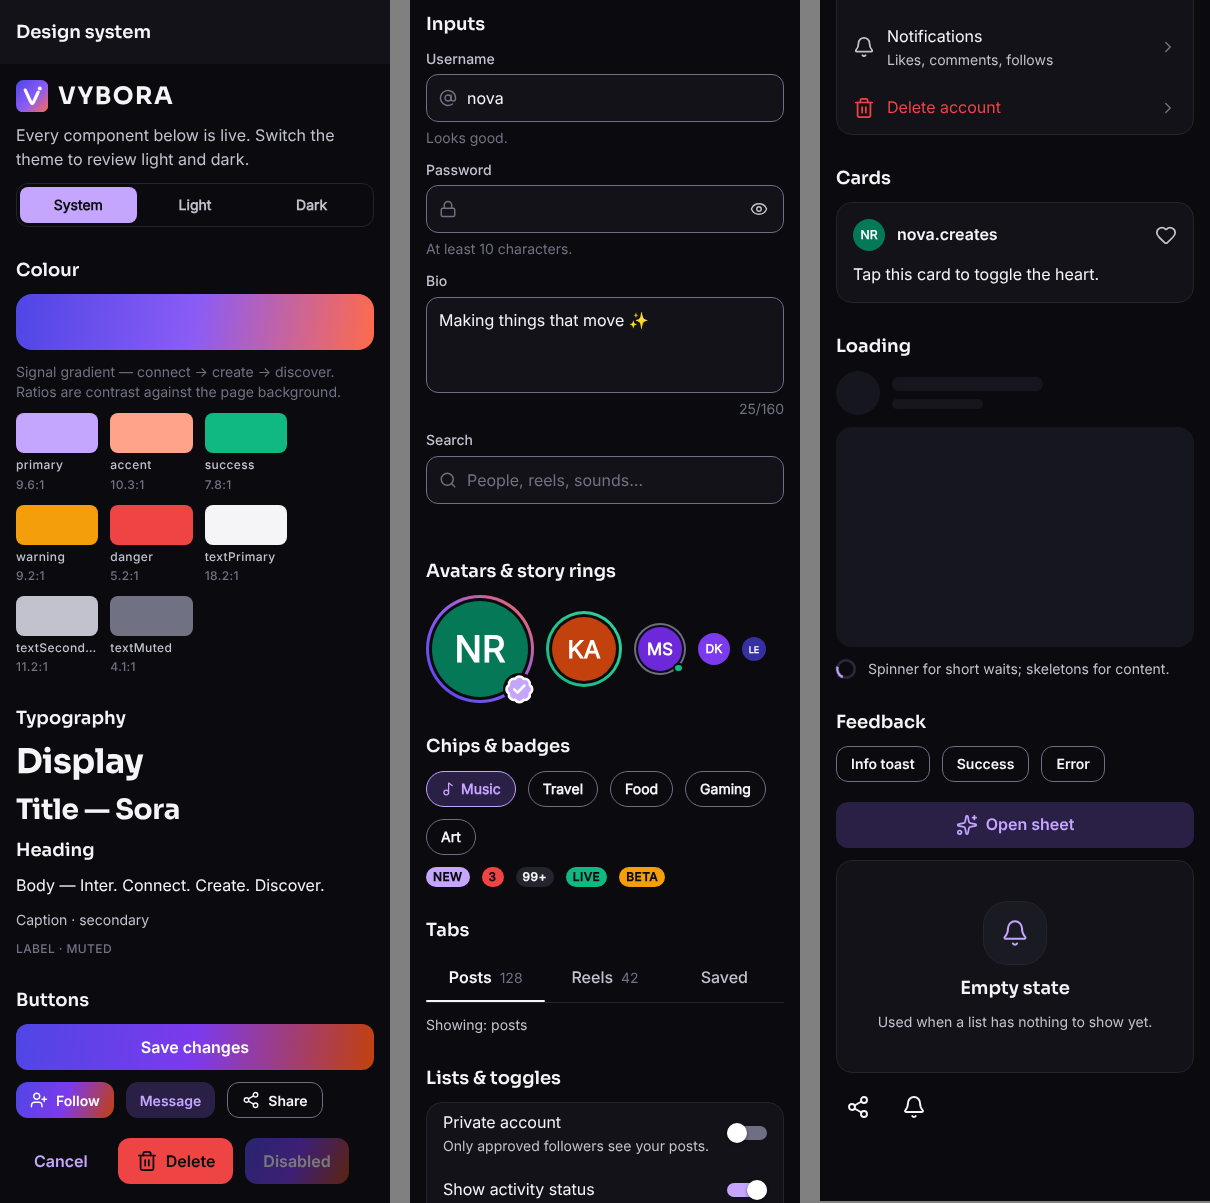 Design system
VYBORA
Every component below is live. Switch the
theme to review light and dark.
System Light Dark
Colour
Signal gradient — connect → create → discover.
Ratios are contrast against the page background.
primary accent success
9.6:1 10.3:1 7.8:1
warning danger textPrimary
9.2:1 5.2:1 18.2:1
textSecond... textMuted
11.2:1 4.1:1
Typography
Display
Title — Sora
Heading
Body — Inter. Connect. Create. Discover.
Caption · secondary
LABEL · MUTED
Buttons
Save changes
Follow Message Share
Cancel Delete Disabled
Inputs
Username
@ nova
Looks good.
Password
At least 10 characters.
Bio
Making things that move ✨
25/160
Search
People, reels, sounds...
Avatars & story rings
NR KA MS DK LE
Chips & badges
Music Travel Food Gaming
Art
NEW 3 99+ LIVE BETA
Tabs
Posts 128 Reels 42 Saved
Showing: posts
Lists & toggles
Private account
Only approved followers see your posts.
Show activity status
Notifications
Likes, comments, follows
Delete account
Cards
NR nova.creates
Tap this card to toggle the heart.
Loading
Spinner for short waits; skeletons for content.
Feedback
Info toast Success Error
Open sheet
Empty state
Used when a list has nothing to show yet.